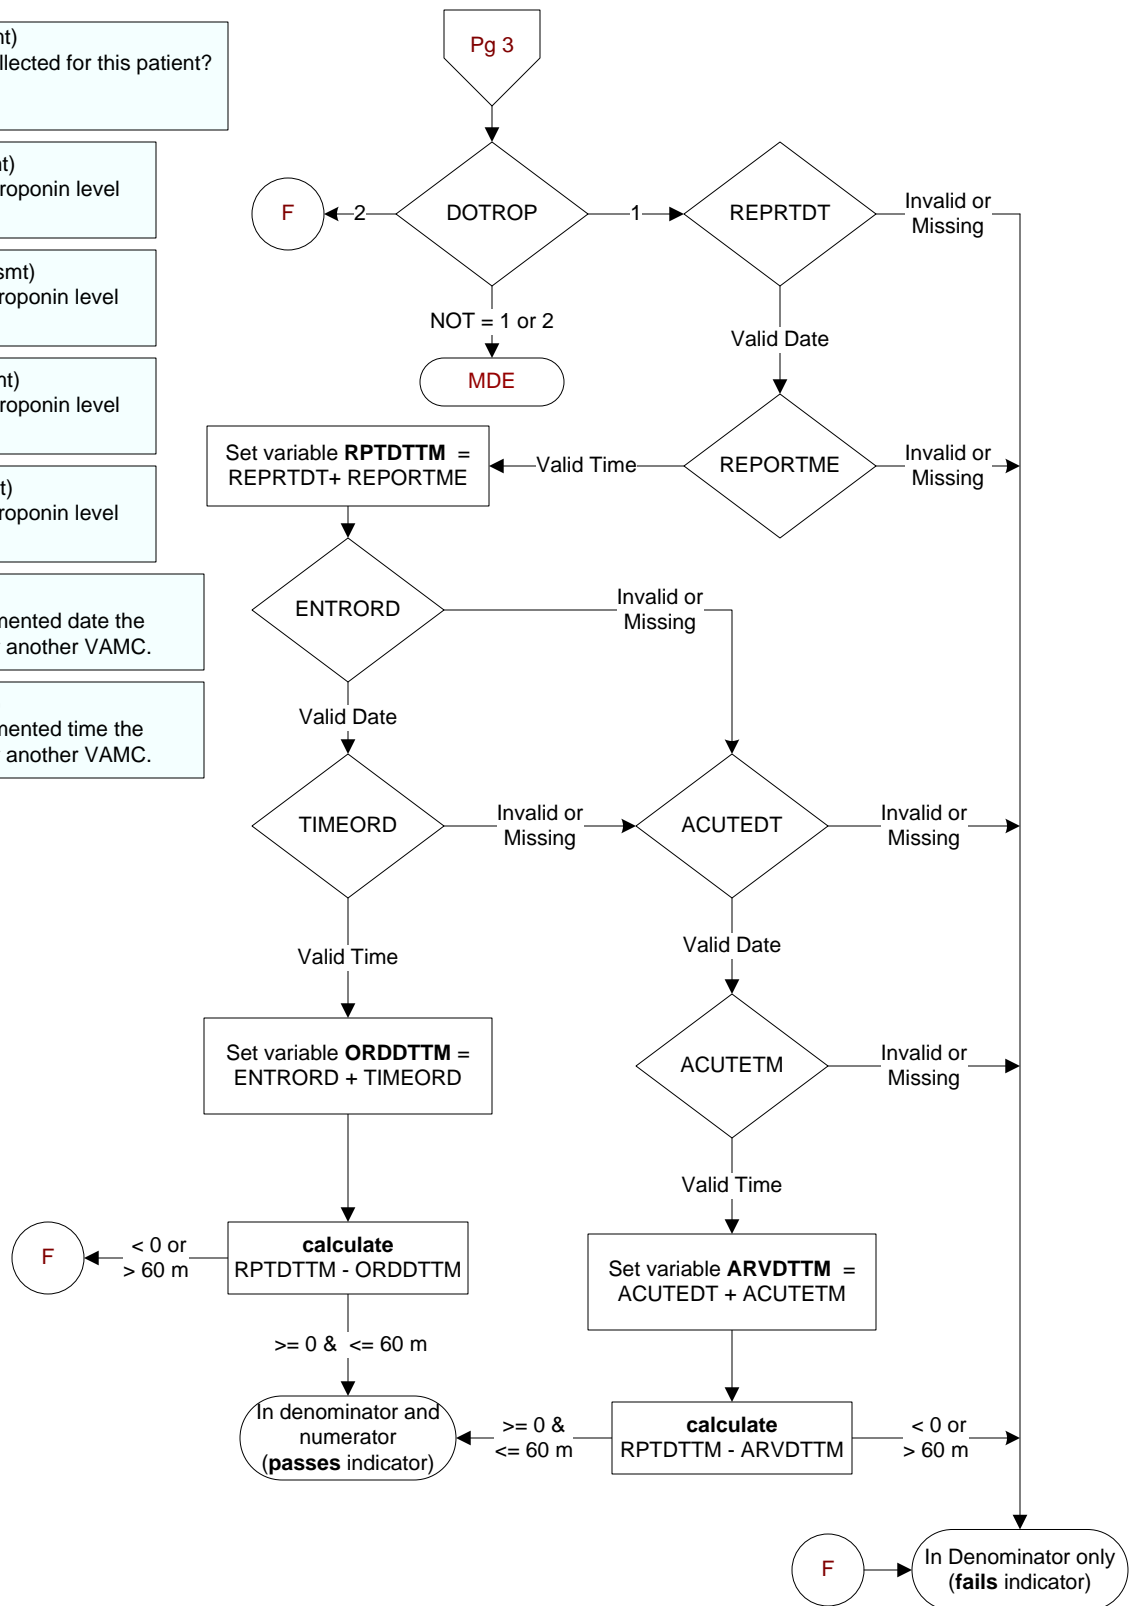 nt)
llected for this patient?
nt)
roponin level
smt)
roponin level
mt)
roponin level
t)
roponin level
mented date the
another VAMC.
mented time the
another VAMC.
Pg 3
F
2
DOTROP
1
REPRTDT
Invalid or
Missing
NOT = 1 or 2
MDE
Valid Date
Set variable RPTDTTM =
REPRTDT+ REPORTME
Valid Time
REPORTME
Invalid or
Missing
ENTRORD
Invalid or
Missing
Valid Date
TIMEORD
Invalid or
Missing
ACUTEDT
Invalid or
Missing
Valid Time
Valid Date
Set variable ORDDTTM =
ENTRORD + TIMEORD
ACUTETM
Invalid or
Missing
Valid Time
F
< 0 or
> 60 m
calculate
RPTDTTM - ORDDTTM
Set variable ARVDTTM =
ACUTEDT + ACUTETM
>= 0 & <= 60 m
In denominator and
numerator
(passes indicator)
>= 0 &
<= 60 m
calculate
RPTDTTM - ARVDTTM
< 0 or
> 60 m
F
In Denominator only
(fails indicator)